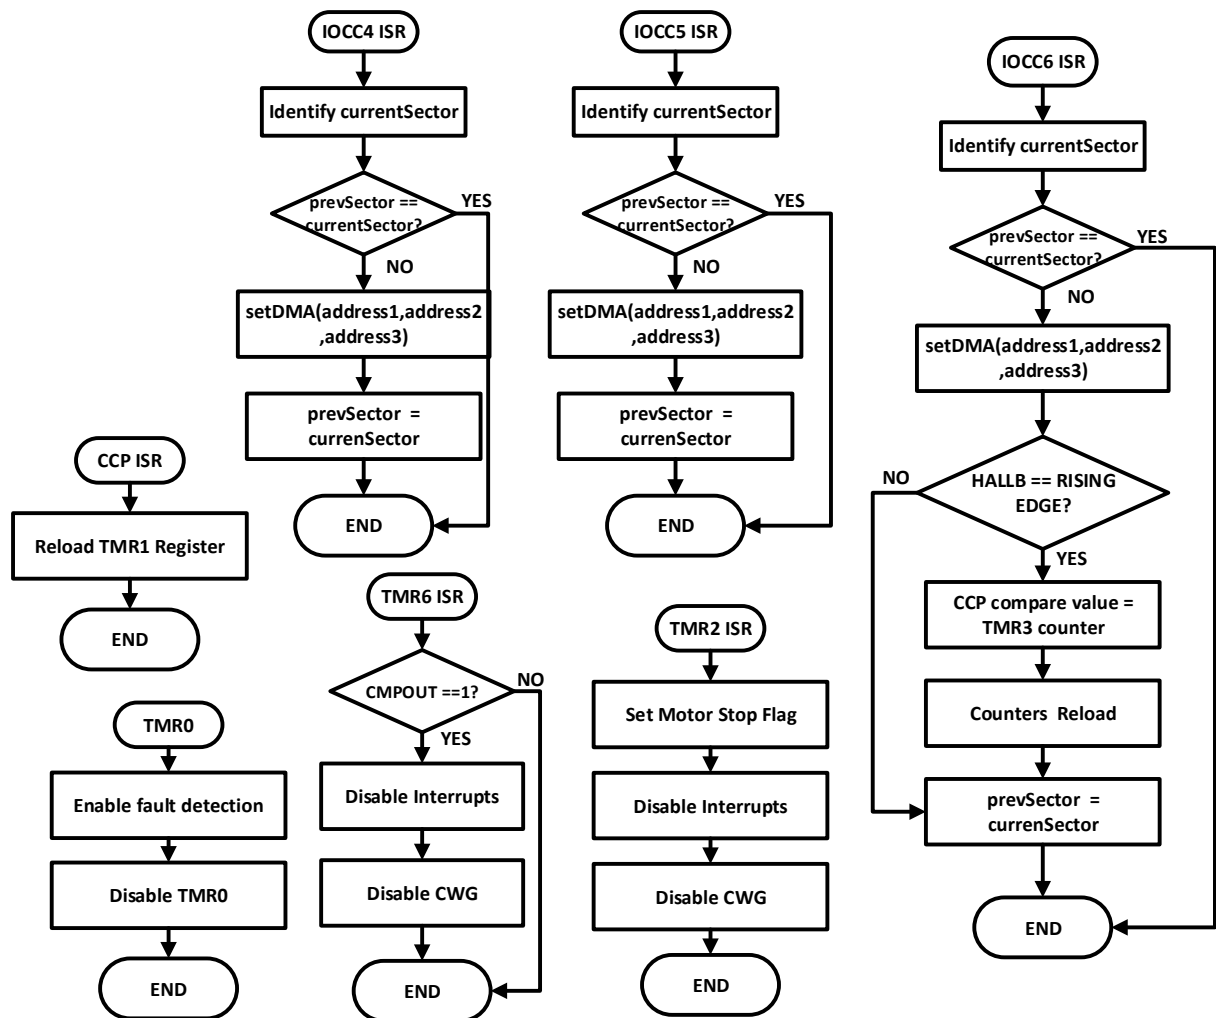 IOCC4 ISR
Identify currentSector
prevSector ==
currentSector?
YES
NO
setDMA(address1,address2
,address3)
prevSector =
currenSector
END
IOCC5 ISR
Identify currentSector
prevSector ==
currentSector?
YES
NO
setDMA(address1,address2
,address3)
prevSector =
currenSector
END
IOCC6 ISR
Identify currentSector
prevSector ==
currentSector?
YES
NO
setDMA(address1,address2
,address3)
HALLB == RISING
EDGE?
NO
YES
CCP compare value =
TMR3 counter
Counters Reload
prevSector =
currenSector
END
CCP ISR
Reload TMR1 Register
END
TMR0
Enable fault detection
Disable TMR0
END
TMR6 ISR
CMPOUT ==1?
NO
YES
Disable Interrupts
Disable CWG
END
TMR2 ISR
Set Motor Stop Flag
Disable Interrupts
Disable CWG
END